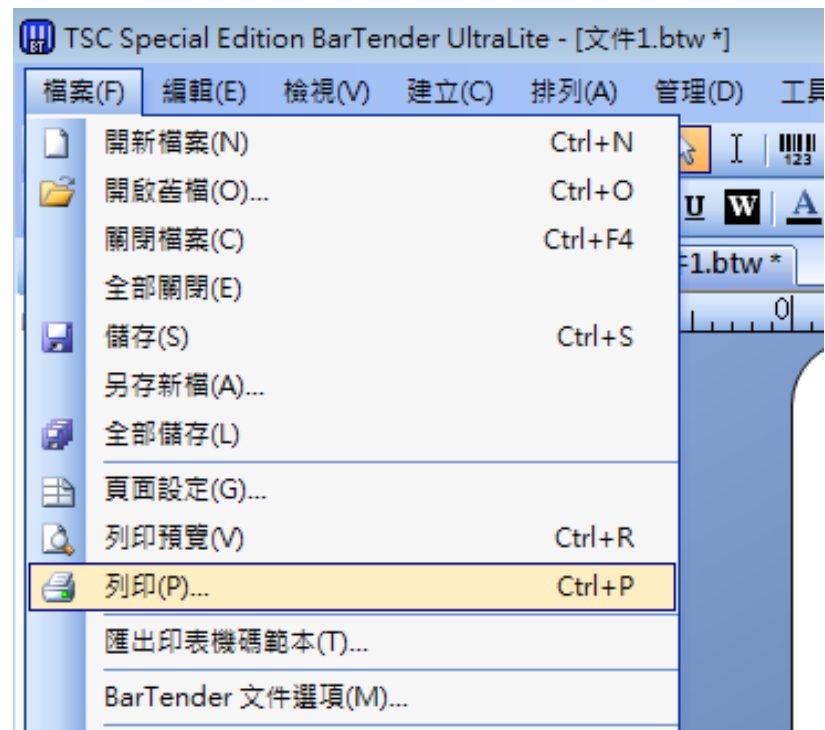 TSC Special Edition BarTender UltraLite - [文件1.btw *]
檔案(F) 編輯(E) 檢視(V) 建立(C) 排列(A) 管理(D) 工具
開新檔案(N) Ctrl+N
開啟舊檔(O)... Ctrl+O
關閉檔案(C) Ctrl+F4
全部關閉(E)
儲存(S) Ctrl+S
另存新檔(A)...
全部儲存(L)
頁面設定(G)...
列印預覽(V) Ctrl+R
列印(P)... Ctrl+P
匯出印表機碼範本(T)...
BarTender 文件選項(M)...
123
U W A
1.btw *
0